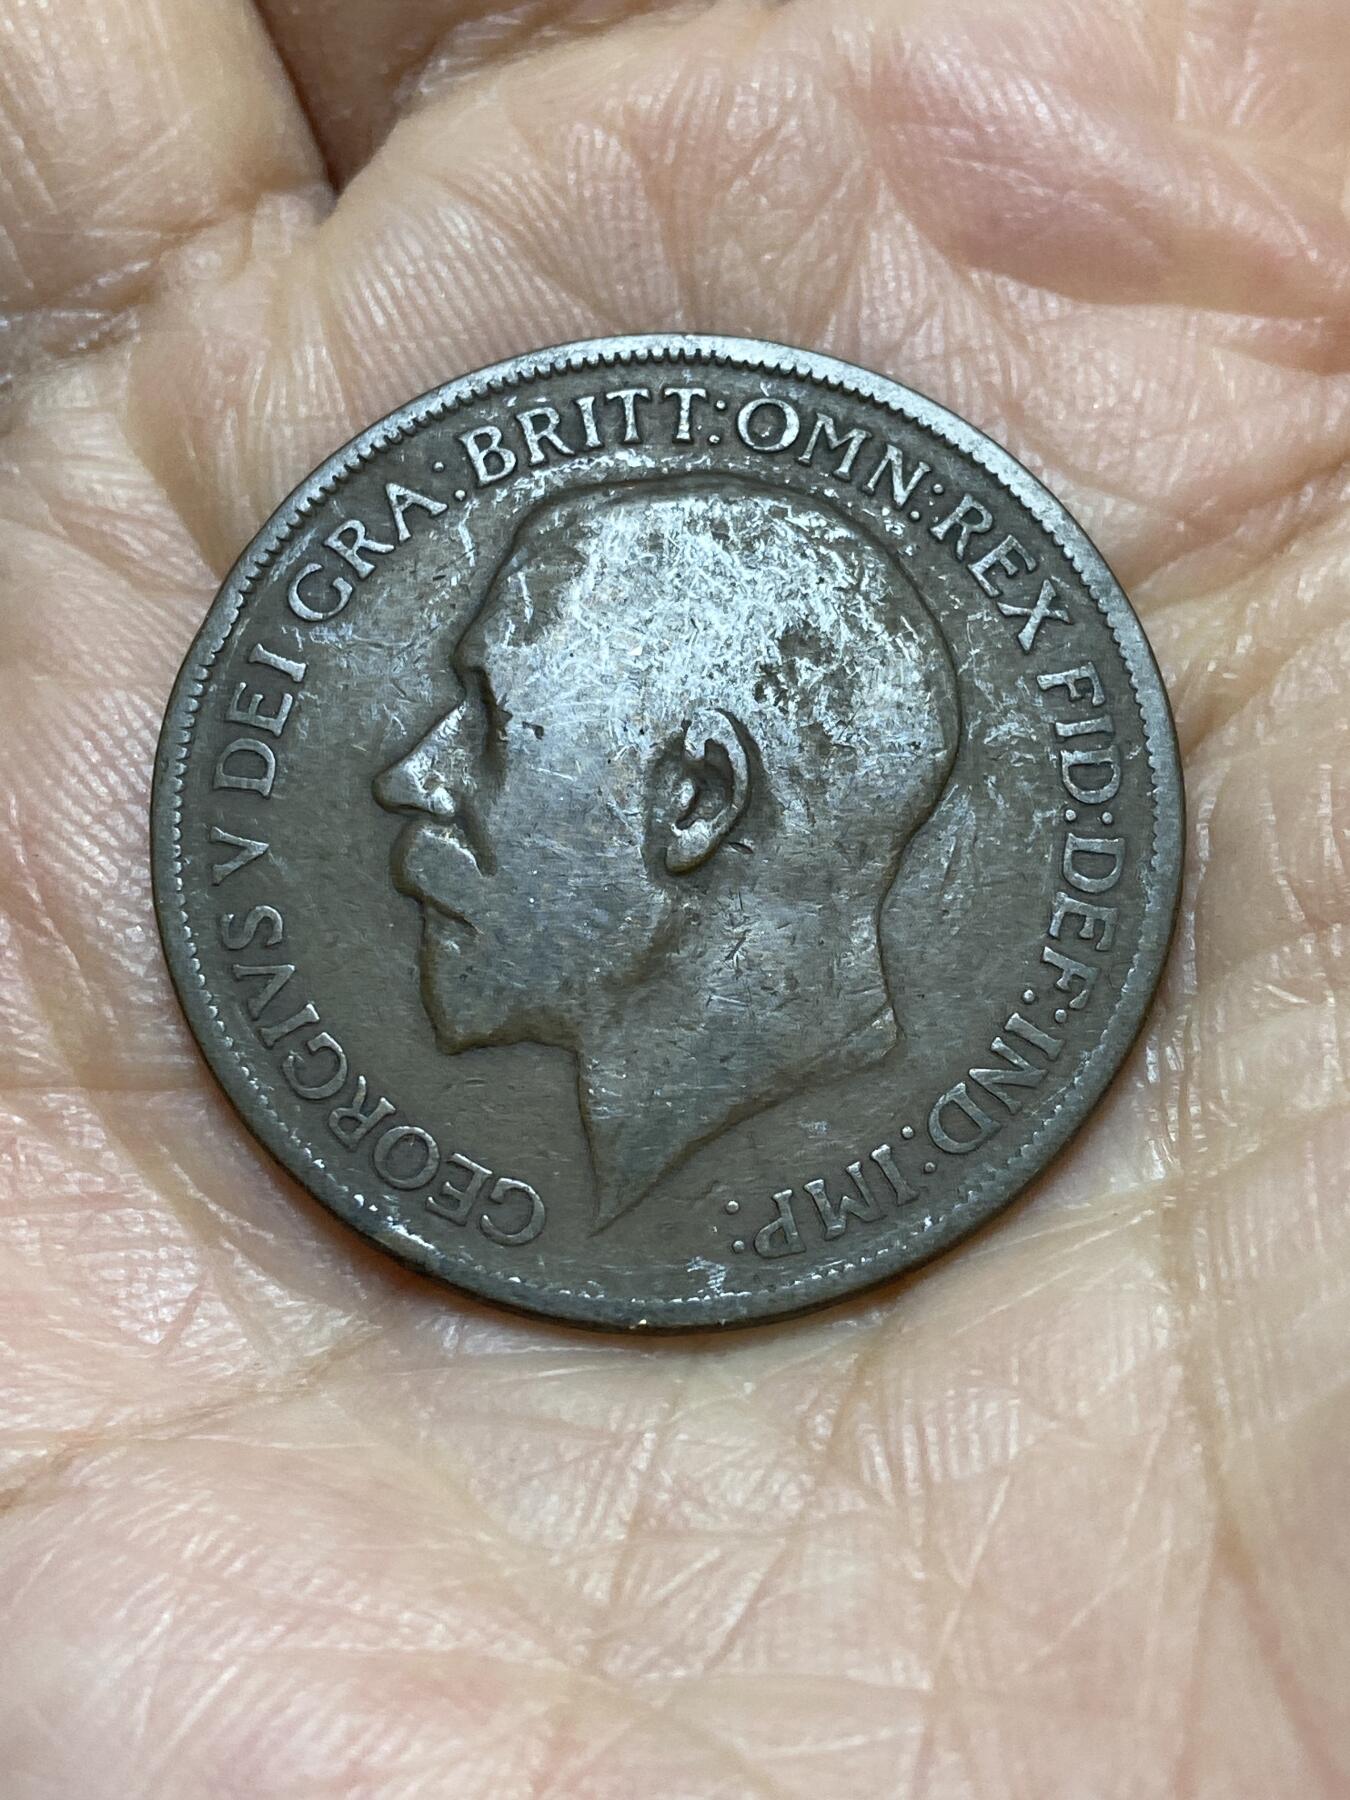 GEORGIVS V DEI GRA: BRITT: OMN: REX FID: DEF: IND: IMP: